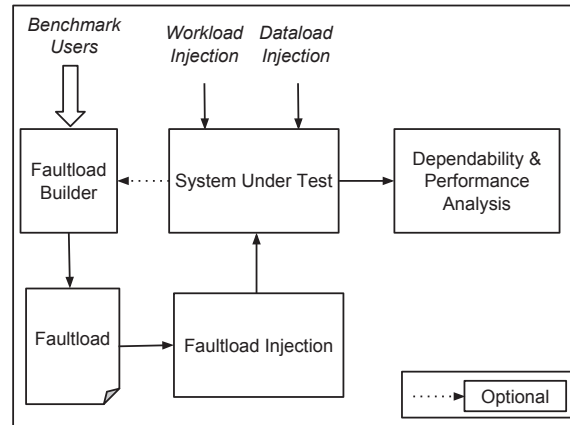 Benchmark
Users
Workload
Injection
Dataload
Injection
Faultload
Builder
System Under Test
Dependability &
Performance
Analysis
Faultload
Faultload Injection
Optional